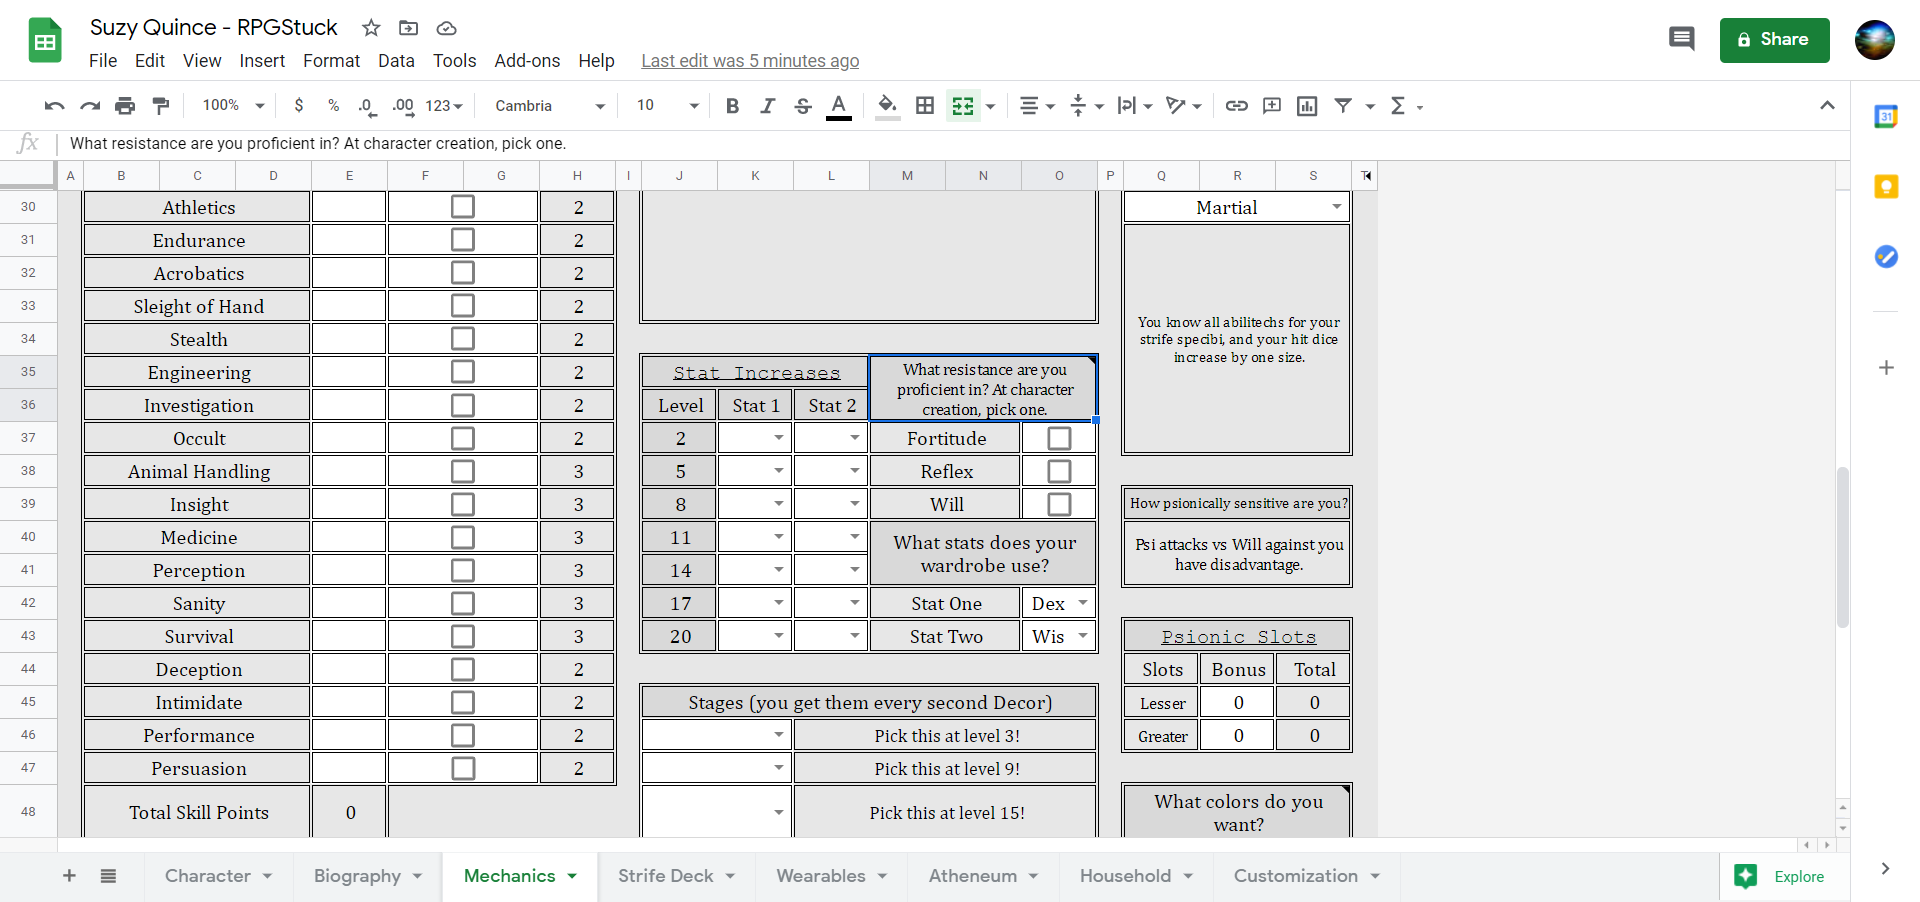 Suzy Quince - RPGStuck
File Edit View Insert Format Data Tools Add-ons Help Last edit was 5 minutes ago
Share
100% $ % .0 .00 123 Cambria 10 B I S A Σ
31
fx What resistance are you proficient in? At character creation, pick one.
A B C D E F G H I J K L M N O P Q R S T
30 Athletics 2 Martial
31 Endurance 2
32 Acrobatics 2
33 Sleight of Hand 2
You know all abilitechs for your
strife specibi, and your hit dice
increase by one size.
34 Stealth 2
35 Engineering 2 Stat Increases
What resistance are you
proficient in? At character
creation, pick one.
36 Investigation 2 Level Stat 1 Stat 2
37 Occult 2 2 Fortitude
38 Animal Handling 3 5 Reflex
39 Insight 3 8 Will How psionically sensitive are you?
40 Medicine 3 11
What stats does your
wardrobe use?
Psi attacks vs Will against you
have disadvantage.
41 Perception 3 14
42 Sanity 3 17 Stat One Dex
43 Survival 3 20 Stat Two Wis Psionic Slots
44 Deception 2 Slots Bonus Total
45 Intimidate 2 Stages (you get them every second Decor) Lesser 0 0
46 Performance 2 Pick this at level 3! Greater 0 0
47 Persuasion 2 Pick this at level 9!
48 Total Skill Points 0 Pick this at level 15!
What colors do you
want?
Character Biography Mechanics Strife Deck Wearables Atheneum Household Customization Explore